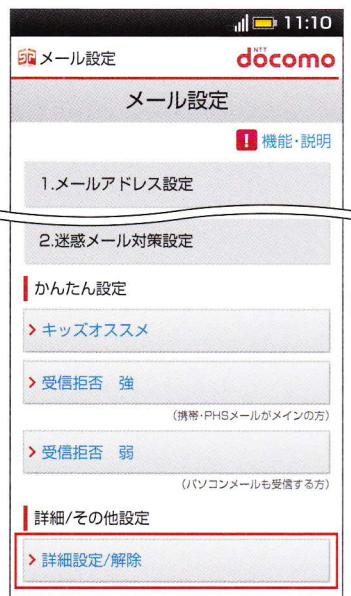 11:10
メール設定
NTT
döcomo
メール設定
! 機能・説明
1.メールアドレス設定
2.迷惑メール対策設定
かんたん設定
> キッズオススメ
> 受信拒否 強
(携帯・PHSメールがメインの方)
> 受信拒否 弱
(パソコンメールも受信する方)
詳細/その他設定
> 詳細設定/解除